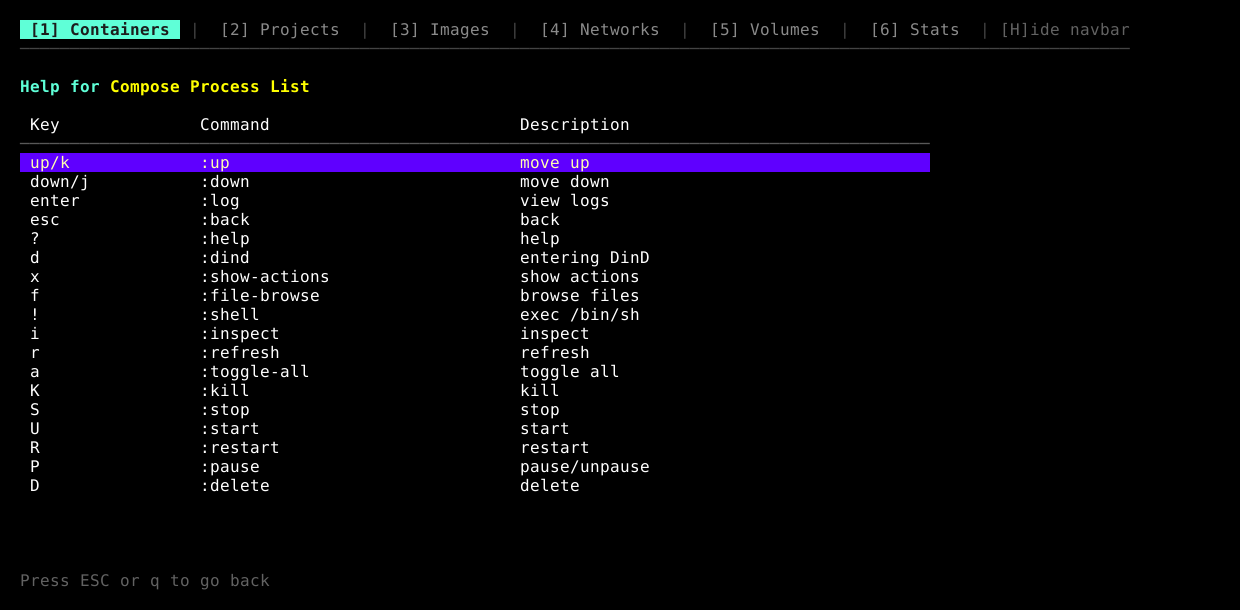 [1] Containers | [2] Projects | [3] Images | [4] Networks | [5] Volumes | [6] Stats | [H]ide navbar
Help for Compose Process List
Key Command Description
up/k :up move up
down/j :down move down
enter :log view logs
esc :back back
? :help help
d :dind entering DinD
x :show-actions show actions
f :file-browse browse files
! :shell exec /bin/sh
i :inspect inspect
r :refresh refresh
a :toggle-all toggle all
K :kill kill
S :stop stop
U :start start
R :restart restart
P :pause pause/unpause
D :delete delete
Press ESC or q to go back